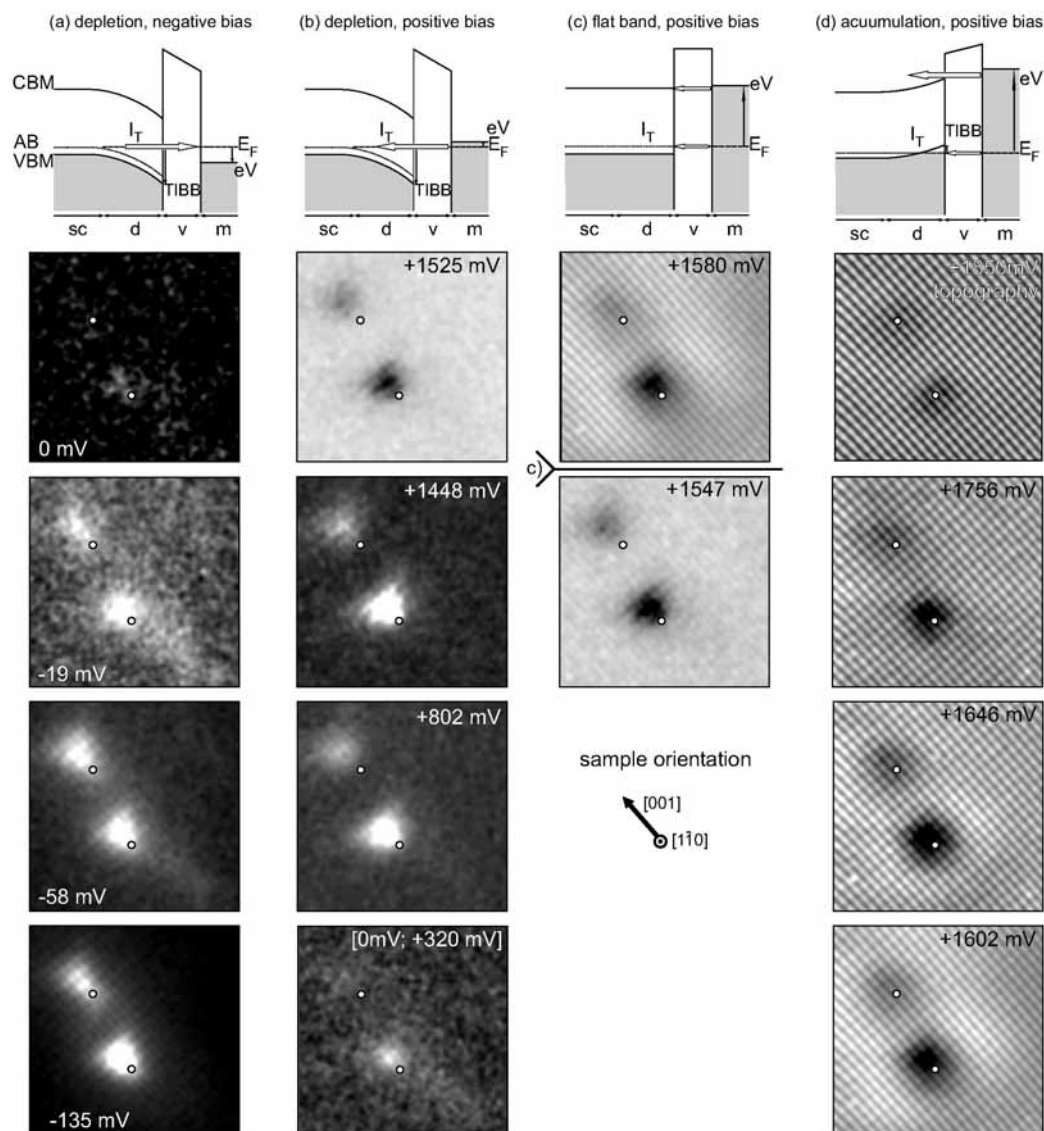 (a) depletion, negative bias
(b) depletion, positive bias
(c) flat band, positive bias
(d) acuumulation, positive bias
CBM
AB
VBM
I_T
E_F
eV
TIBB
sc d v m
I_T
eV
E_F
TIBB
sc d v m
eV
E_F
sc d v m
eV
I_T
TIBB
E_F
sc d v m
0 mV
+1525 mV
+1580 mV
+1650mV
topography
c)
-19 mV
+1448 mV
+1547 mV
+1756 mV
-58 mV
+802 mV
sample orientation
[001]
[11̄0]
+1646 mV
-135 mV
[0mV; +320 mV]
+1602 mV